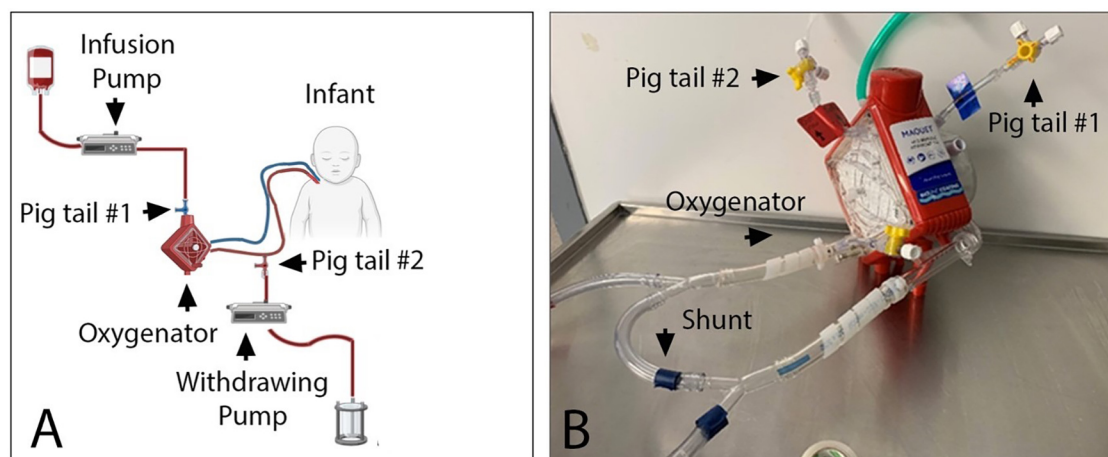 Infusion
Pump
Infant
Pig tail #1
Pig tail #2
Oxygenator
Withdrawing
Pump
A
Pig tail #2
Pig tail #1
MAQUET
Oxygenator
Shunt
B